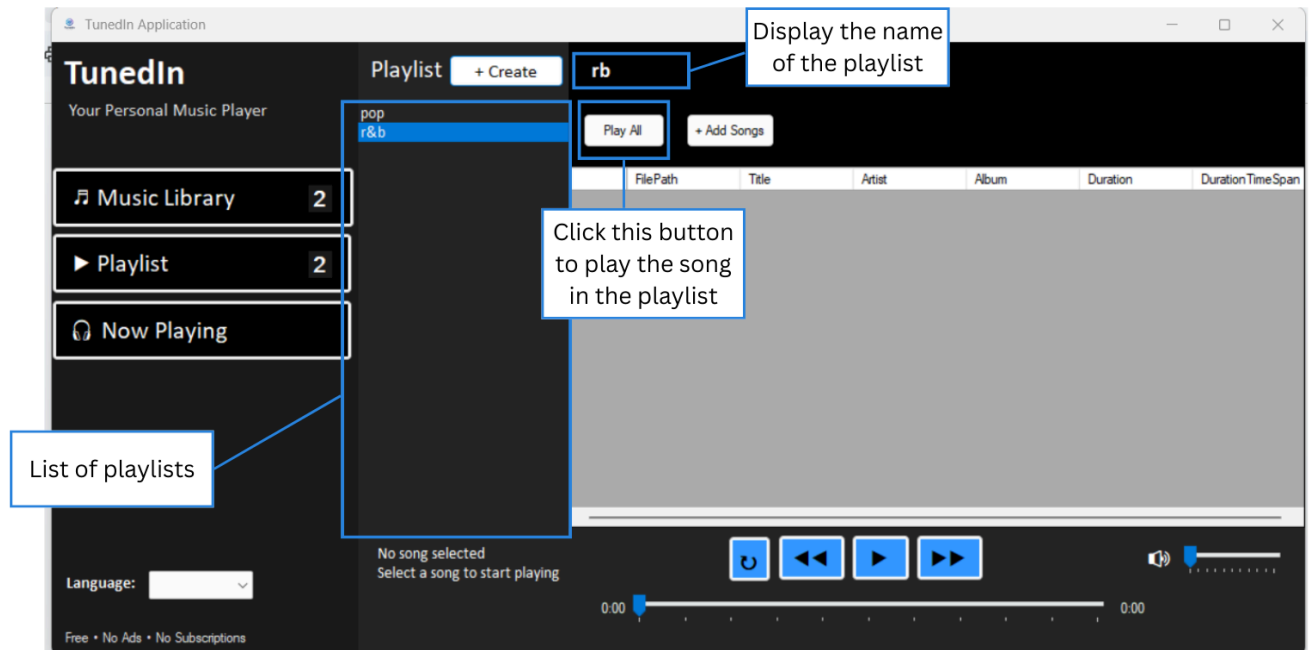 TunedIn Application
Display the name
of the playlist
TunedIn
Your Personal Music Player
Playlist
+ Create
rb
pop
r&b
Play All
+ Add Songs
♬ Music Library 2
▶ Playlist 2
🎧 Now Playing
FilePath Title Artist Album Duration DurationTimeSpan
Click this button
to play the song
in the playlist
List of playlists
No song selected
Select a song to start playing
Language:
0:00 0:00
Free • No Ads • No Subscriptions